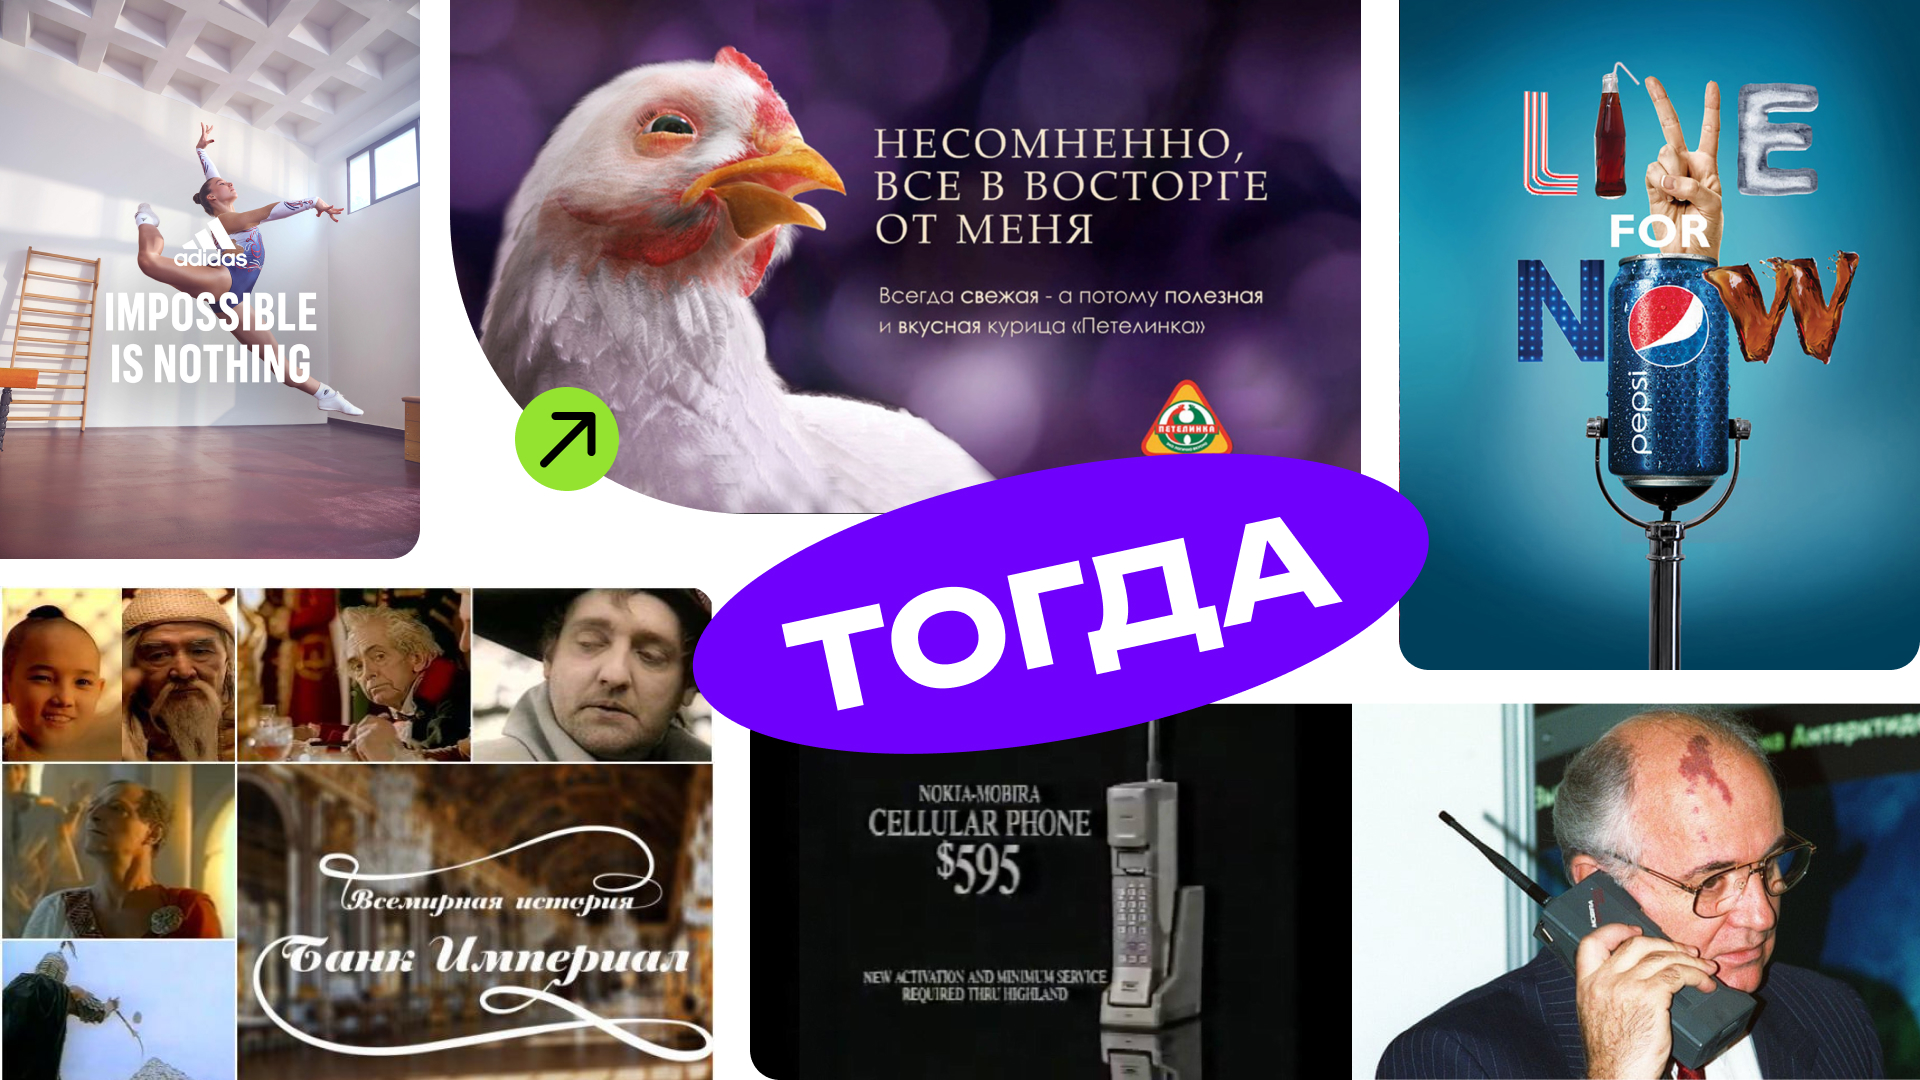 adidas
IMPOSSIBLE
IS NOTHING
НЕСОМНЕННО,
ВСЕ В ВОСТОРГЕ
ОТ МЕНЯ
Всегда свежая - а потому полезная
и вкусная курица «Петелинка»
ПЕТЕЛИНКА
LIVE
FOR
NOW
pepsi
ТОГДА
Всемирная история
Банк Империал
NOKIA-MOBIRA
CELLULAR PHONE
$595
NEW ACTIVATION AND MINIMUM SERVICE
REQUIRED THRU HIGHLAND
Антарктид